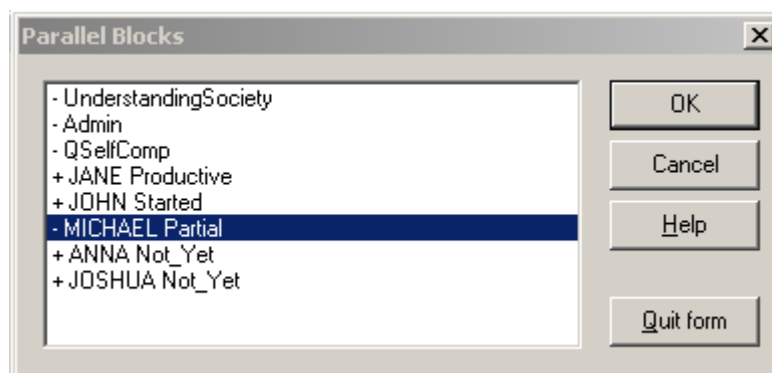 Parallel Blocks
- UnderstandingSociety
- Admin
- QSelfComp
+ JANE Productive
+ JOHN Started
- MICHAEL Partial
+ ANNA Not_Yet
+ JOSHUA Not_Yet
OK
Cancel
Help
Quit form